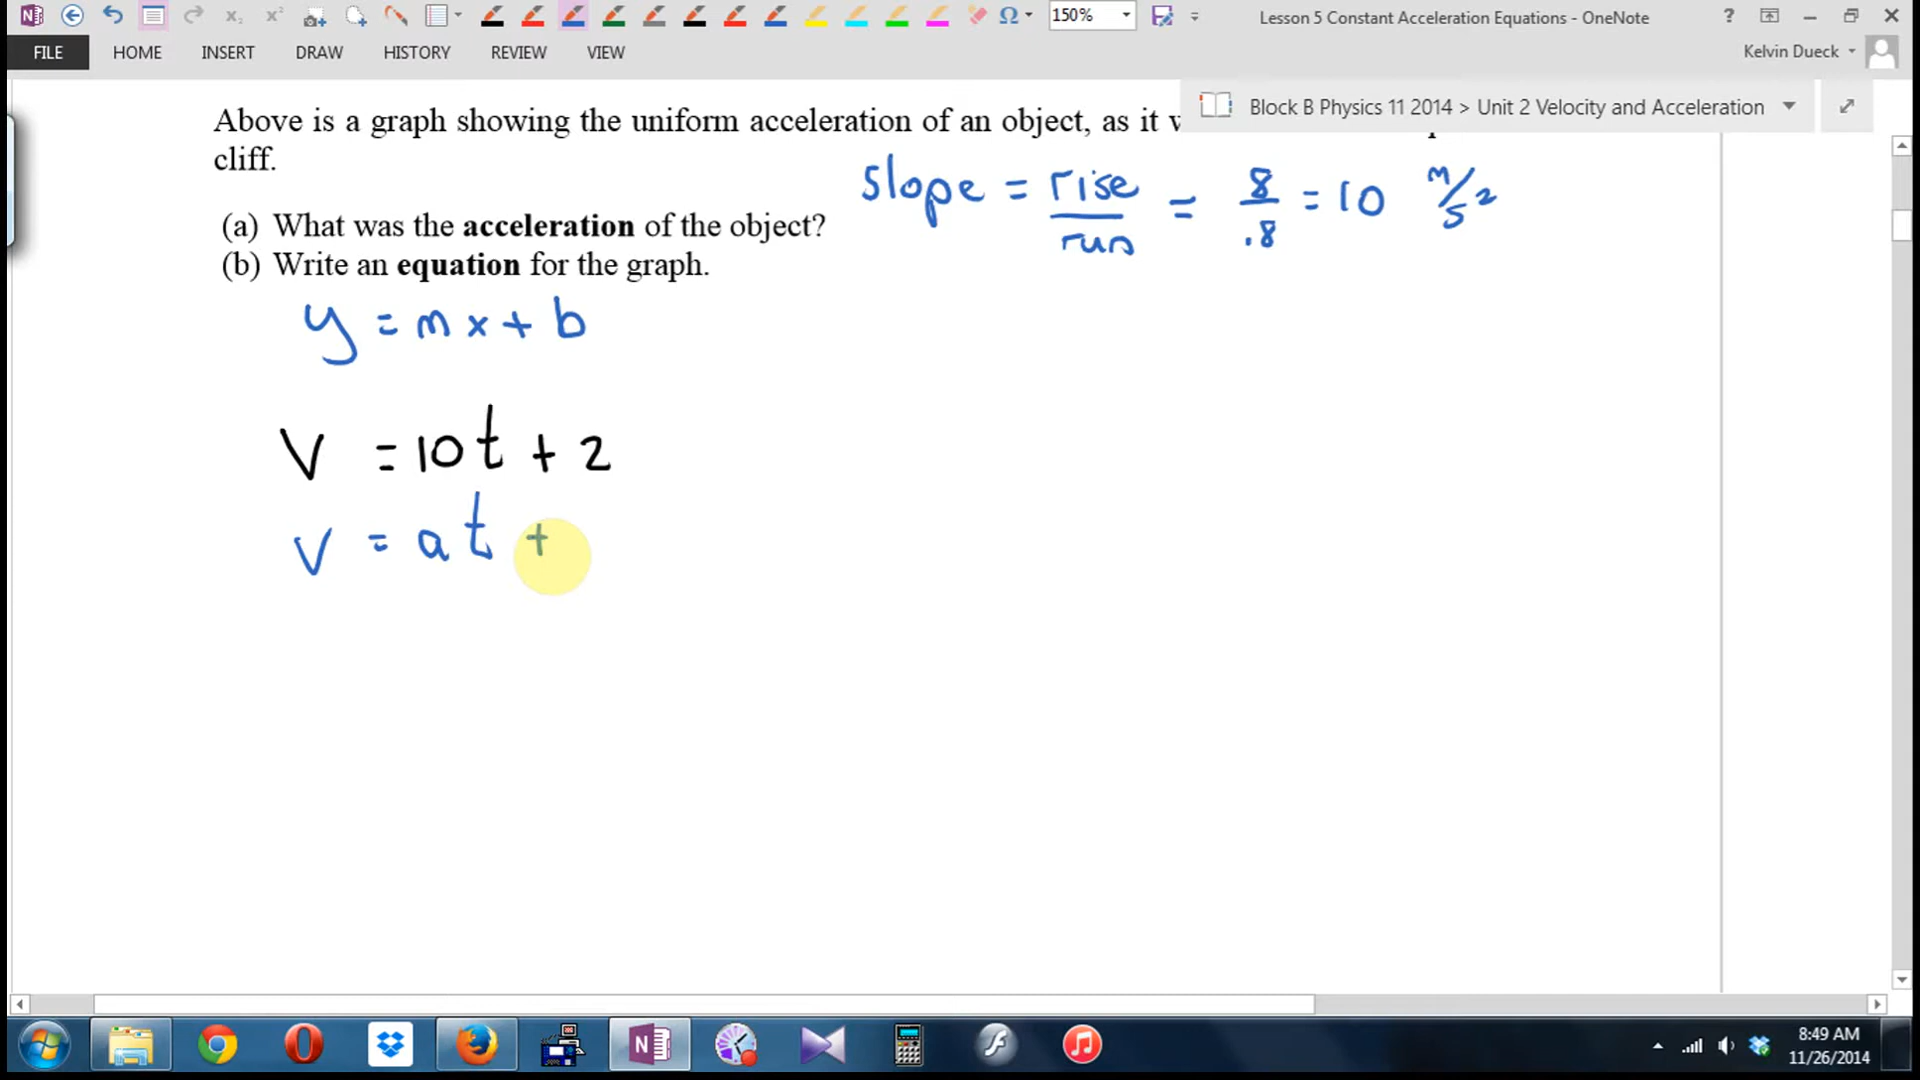 Lesson 5 Constant Acceleration Equations - OneNote
150%
FILE HOME INSERT DRAW HISTORY REVIEW VIEW
Kelvin Dueck
Block B Physics 11 2014 > Unit 2 Velocity and Acceleration
Above is a graph showing the uniform acceleration of an object, as it
cliff.
slope = rise/run = 8/.8 = 10 m/s²
(a) What was the acceleration of the object?
(b) Write an equation for the graph.
y = mx + b
V = 10t + 2
V = at +
8:49 AM
11/26/2014